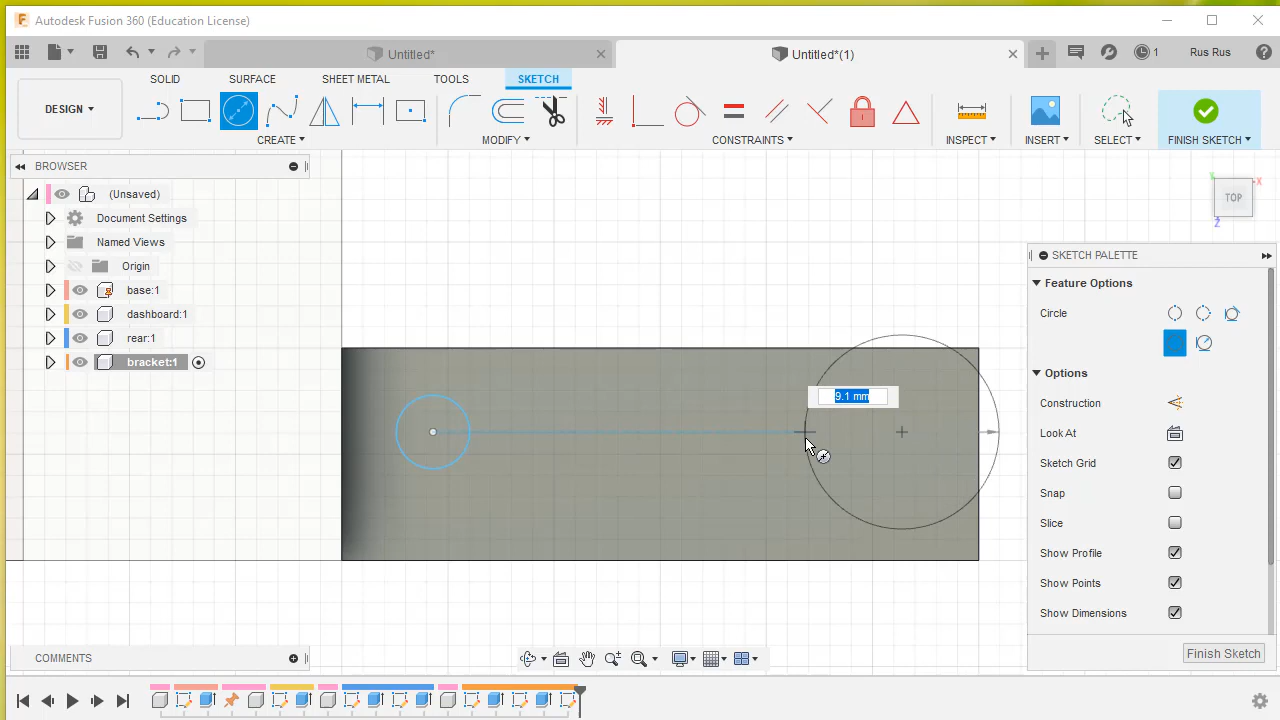 Autodesk Fusion 360 (Education License)
Untitled*
Untitled*(1)
1
Rus Rus
DESIGN
SOLID
SURFACE
SHEET METAL
TOOLS
SKETCH
CREATE
MODIFY
CONSTRAINTS
INSPECT
INSERT
SELECT
FINISH SKETCH
BROWSER
(Unsaved)
Document Settings
Named Views
Origin
base:1
dashboard:1
rear:1
bracket:1
TOP
X
Z
9.1 mm
SKETCH PALETTE
Feature Options
Circle
Options
Construction
Look At
Sketch Grid
Snap
Slice
Show Profile
Show Points
Show Dimensions
Finish Sketch
COMMENTS